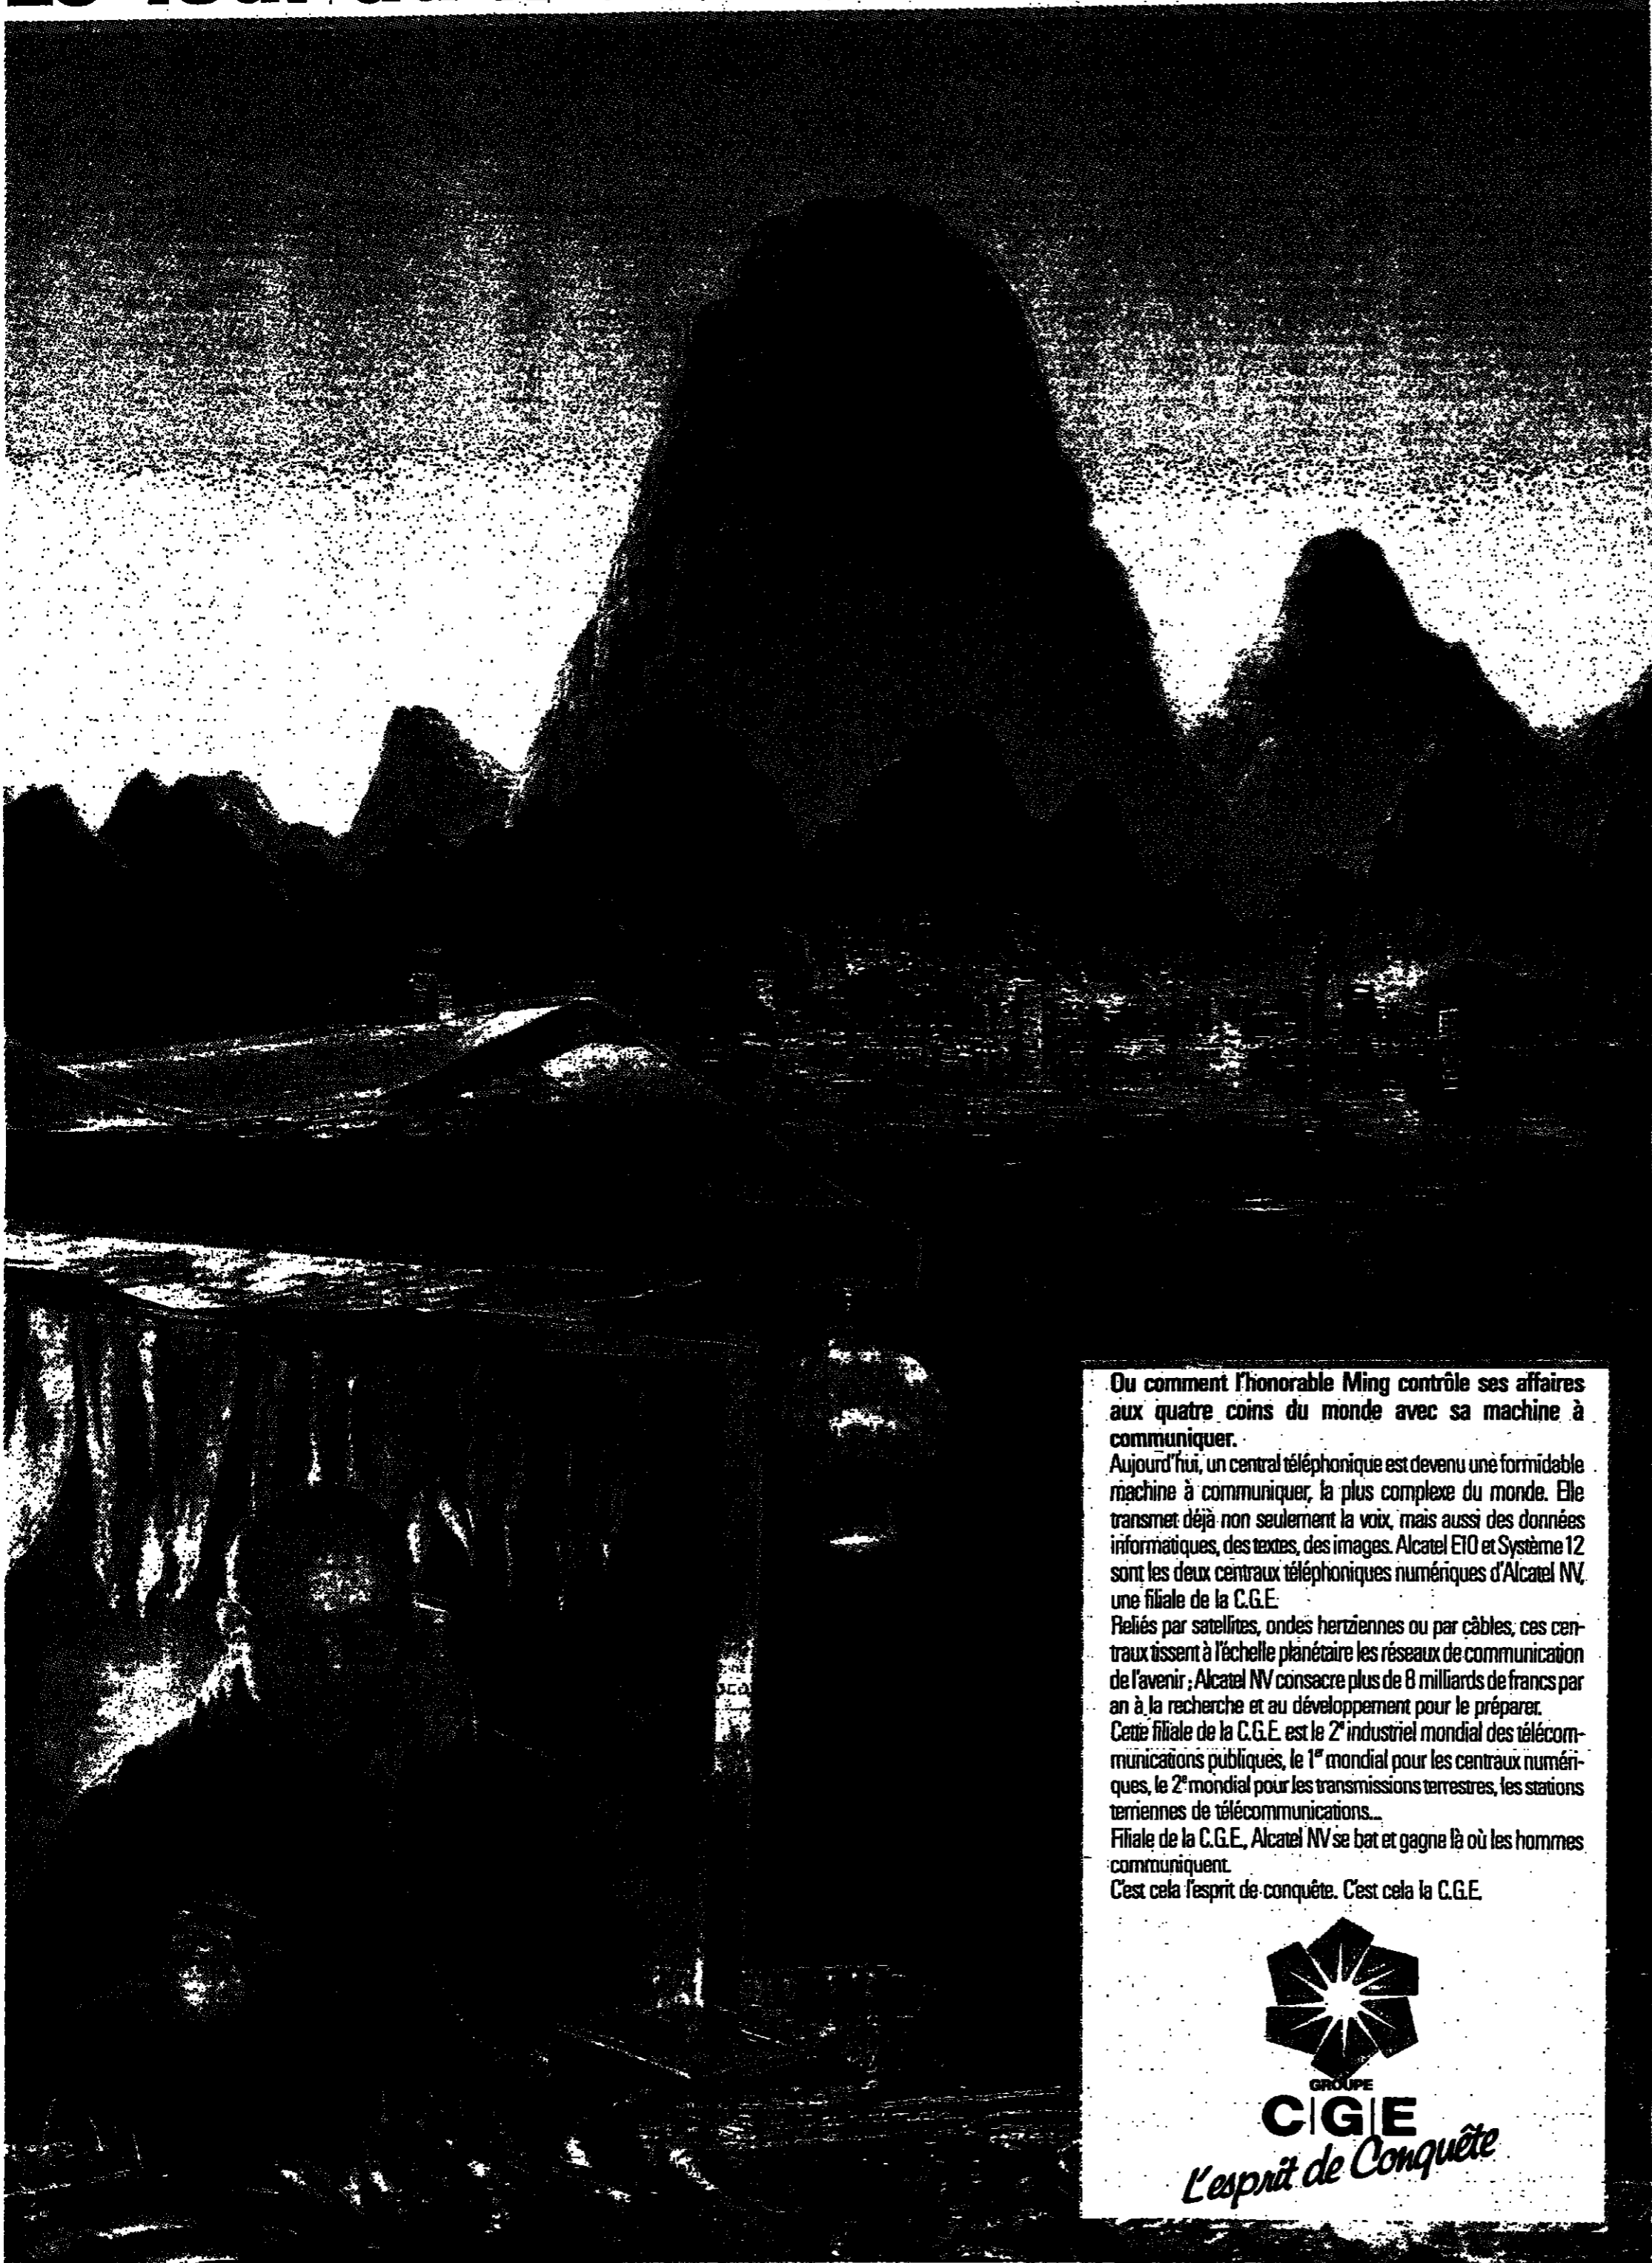 Ou comment l'honorable Ming contrôle ses affaires
aux quatre coins du monde avec sa machine à
communiquer.
Aujourd'hui, un central téléphonique est devenu une formidable
machine à communiquer, la plus complexe du monde. Elle
transmet déjà non seulement la voix, mais aussi des données
informatiques, des textes, des images. Alcatel E10 et Système 12
sont les deux centraux téléphoniques numériques d'Alcatel NV,
une filiale de la C.G.E.
Reliés par satellites, ondes hertziennes ou par câbles, ces cen-
traux tissent à l'échelle planétaire les réseaux de communication
de l'avenir ; Alcatel NV consacre plus de 8 milliards de francs par
an à la recherche et au développement pour le préparer.
Cette filiale de la C.G.E. est le 2e industriel mondial des télécom-
munications publiques, le 1er mondial pour les centraux numéri-
ques, le 2e mondial pour les transmissions terrestres, les stations
terriennes de télécommunications...
Filiale de la C.G.E., Alcatel NV se bat et gagne là où les hommes
communiquent.
C'est cela l'esprit de conquête. C'est cela la C.G.E.
GROUPE
C|G|E
L'esprit de Conquête